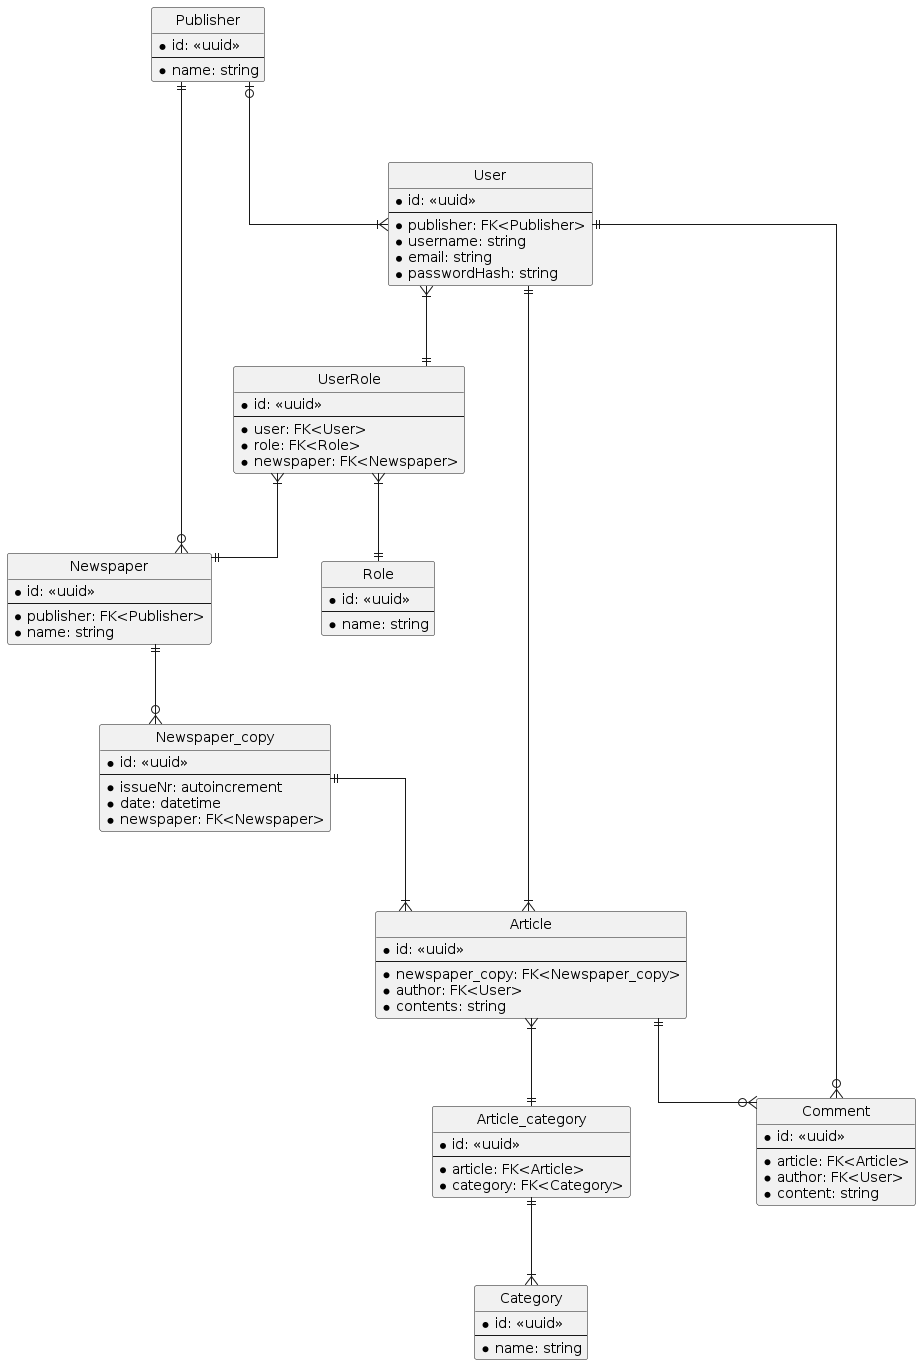 Publisher
id: «uuid»
name: string
User
id: «uuid»
publisher: FK<Publisher>
username: string
email: string
passwordHash: string
UserRole
id: «uuid»
user: FK<User>
role: FK<Role>
newspaper: FK<Newspaper>
Newspaper
id: «uuid»
publisher: FK<Publisher>
name: string
Role
id: «uuid»
name: string
Newspaper_copy
id: «uuid»
issueNr: autoincrement
date: datetime
newspaper: FK<Newspaper>
Article
id: «uuid»
newspaper_copy: FK<Newspaper_copy>
author: FK<User>
contents: string
Article_category
id: «uuid»
article: FK<Article>
category: FK<Category>
Comment
id: «uuid»
article: FK<Article>
author: FK<User>
content: string
Category
id: «uuid»
name: string